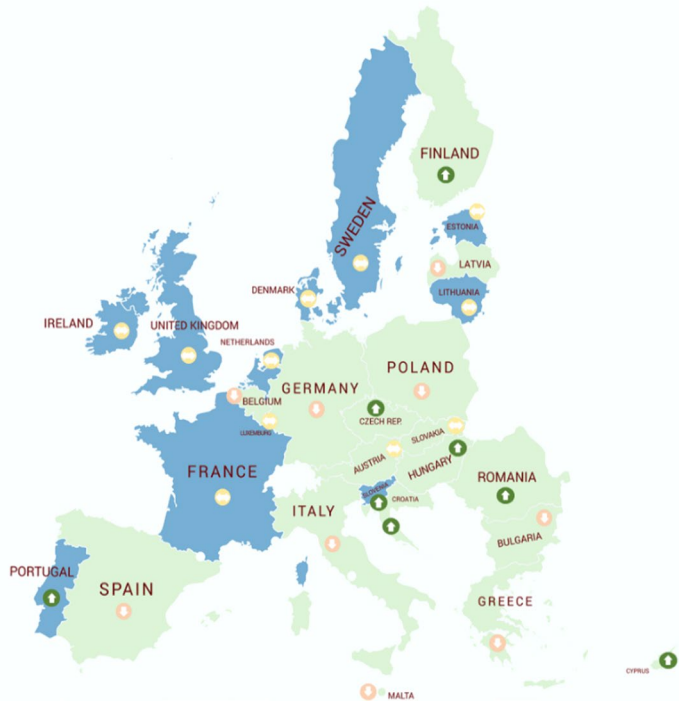 FINLAND
SWEDEN
ESTONIA
LATVIA
DENMARK
LITHUANIA
IRELAND
UNITED KINGDOM
NETHERLANDS
POLAND
GERMANY
BELGIUM
CZECH REP.
LUXEMBURG
SLOVAKIA
AUSTRIA
HUNGARY
FRANCE
ROMANIA
SLOVENIA
CROATIA
ITALY
BULGARIA
PORTUGAL
SPAIN
GREECE
CYPRUS
MALTA